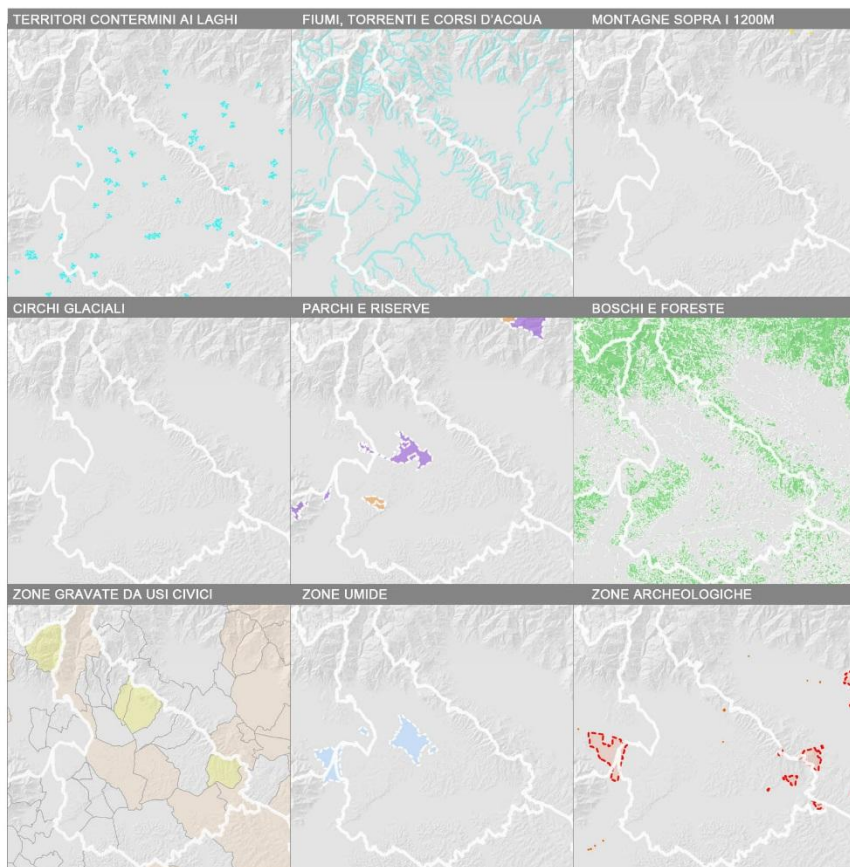 TERRITORI CONTERMINI AI LAGHI
FIUMI, TORRENTI E CORSI D'ACQUA
MONTAGNE SOPRA I 1200M
CIRCHI GLACIALI
PARCHI E RISERVE
BOSCHI E FORESTE
ZONE GRAVATE DA USI CIVICI
ZONE UMIDE
ZONE ARCHEOLOGICHE